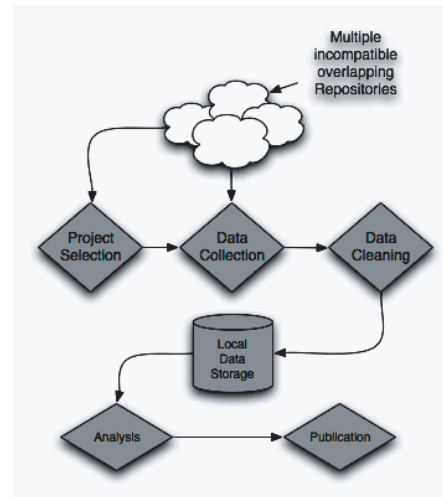 Multiple
incompatible
overlapping
Repositories
Project
Selection
Data
Collection
Data
Cleaning
Local
Data
Storage
Analysis
Publication